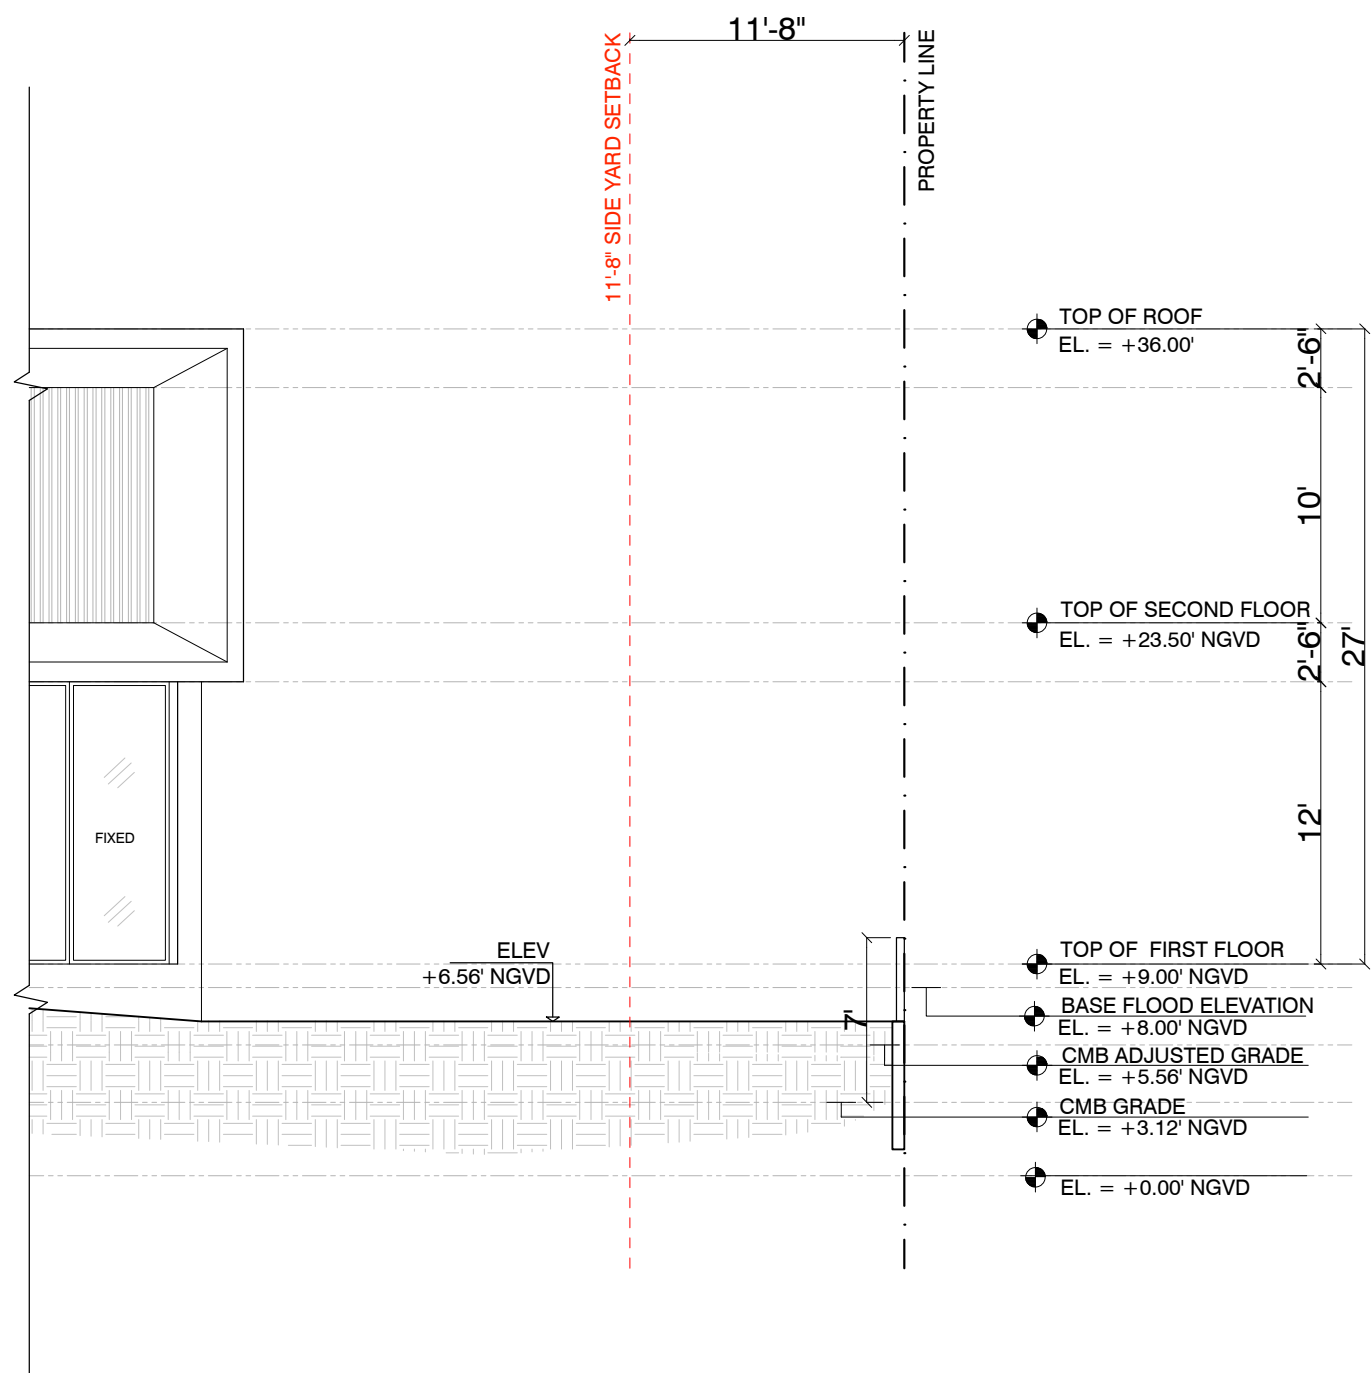 11'-8"
11'-8" SIDE YARD SETBACK
PROPERTY LINE
TOP OF ROOF
EL. = +36.00'
2'-6"
10'
TOP OF SECOND FLOOR
EL. = +23.50' NGVD
2'-6"
27'
12'
FIXED
ELEV
+6.56' NGVD
7'
TOP OF  FIRST FLOOR
EL. = +9.00' NGVD
BASE FLOOD ELEVATION
EL. = +8.00' NGVD
CMB ADJUSTED GRADE
EL. = +5.56' NGVD
CMB GRADE
EL. = +3.12' NGVD
EL. = +0.00' NGVD